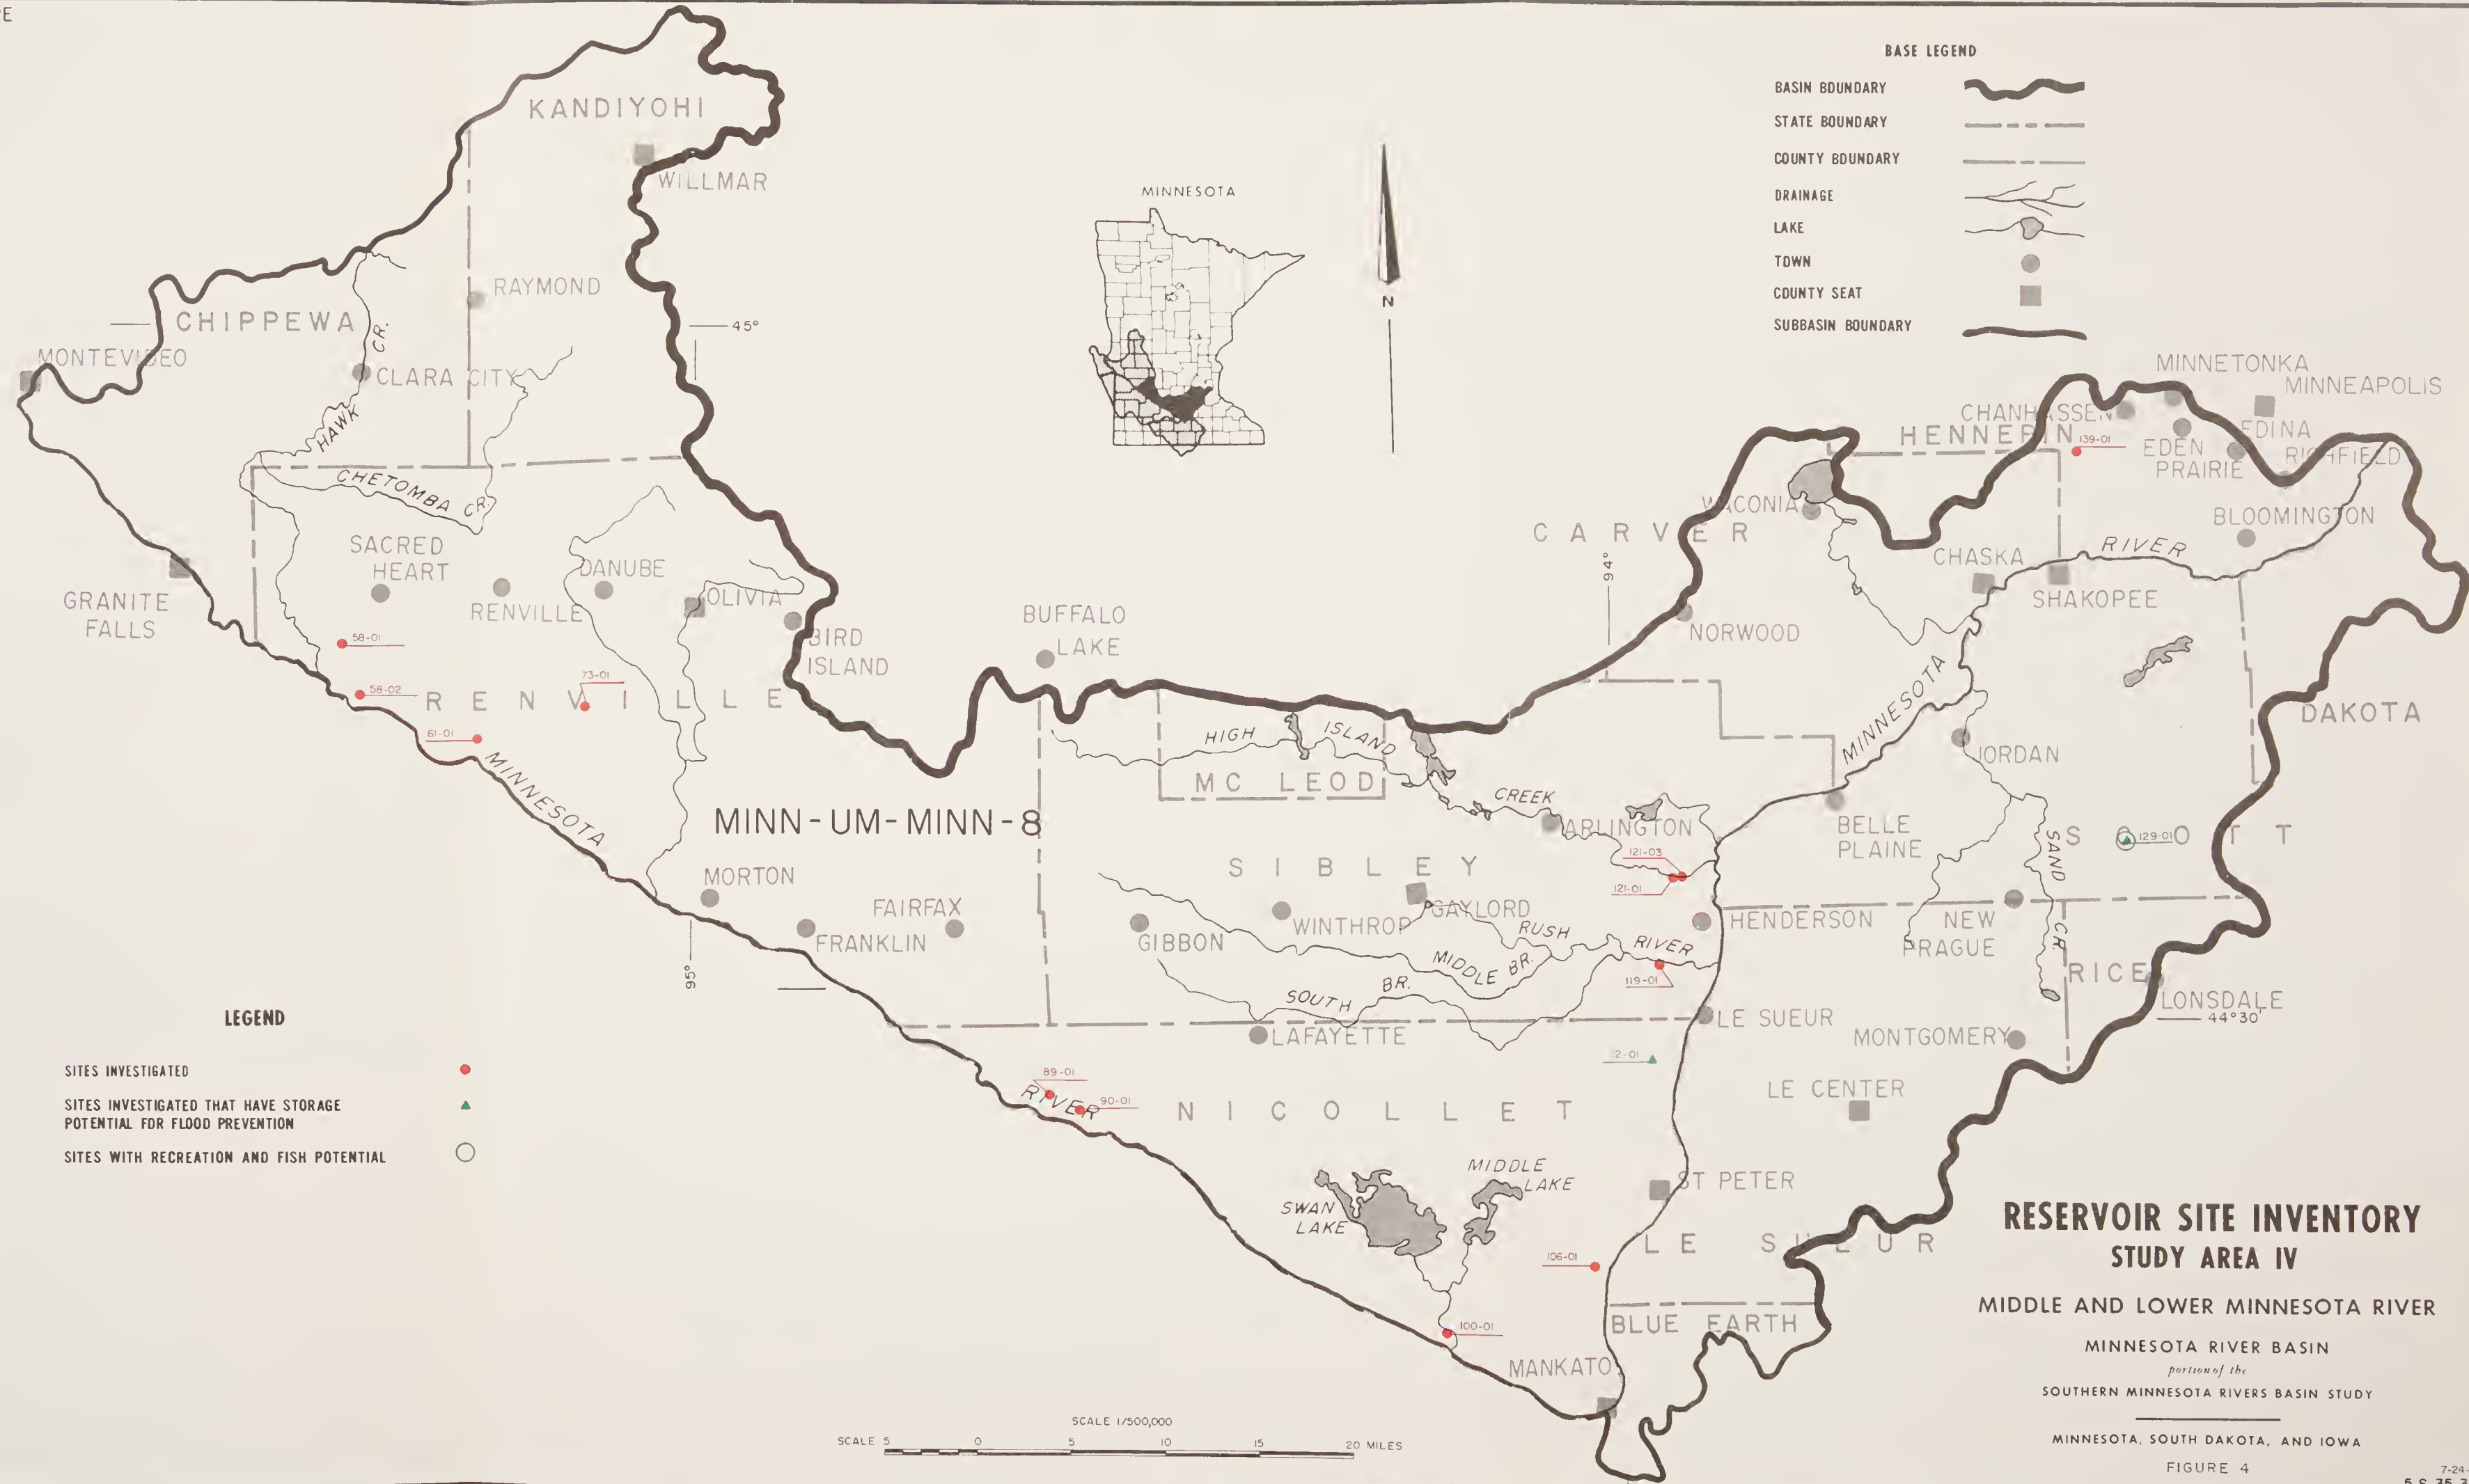 KANDIYOHI
WILLMAR
RAYMOND
CHIPPEWA
CR.
45°
MONTEVIDEO
CLARA CITY
HAWK
CHETOMBA CR.
SACRED
HEART
DANUBE
RENVILLE
OLIVIA
GRANITE
FALLS
BIRD
ISLAND
58-01
58-02
73-01
RENVILLE
61-01
MINNESOTA
MINN-UM-MINN-8
MORTON
FAIRFAX
FRANKLIN
95°
MINNESOTA
N
BUFFALO
LAKE
HIGH ISLAND
MC LEOD
CREEK
ARLINGTON
SIBLEY
121-03
121-01
GAYLORD
WINTHROP
GIBBON
RUSH
RIVER
MIDDLE BR.
SOUTH BR.
119-01
LAFAYETTE
2-01
89-01
RIVER
90-01
NICOLLET
MIDDLE
LAKE
SWAN
LAKE
ST PETER
106-01
100-01
LE SUEUR
BLUE EARTH
MANKATO
BASE LEGEND
BASIN BOUNDARY
STATE BOUNDARY
COUNTY BOUNDARY
DRAINAGE
LAKE
TOWN
COUNTY SEAT
SUBBASIN BOUNDARY
MINNETONKA
MINNEAPOLIS
CHANHASSEN
HENNEPIN
139-01
EDINA
EDEN
PRAIRIE
RICHFIELD
WACONIA
CARVER
BLOOMINGTON
RIVER
CHASKA
SHAKOPEE
94°
NORWOOD
MINNESOTA
DAKOTA
JORDAN
BELLE
PLAINE
SCOTT
129-01
SAND CR.
HENDERSON
NEW
PRAGUE
RICE
LONSDALE
44°30'
LE SUEUR
MONTGOMERY
LE CENTER
LEGEND
SITES INVESTIGATED
SITES INVESTIGATED THAT HAVE STORAGE
POTENTIAL FOR FLOOD PREVENTION
SITES WITH RECREATION AND FISH POTENTIAL
SCALE 1/500,000
SCALE 5 0 5 10 15 20 MILES
RESERVOIR SITE INVENTORY
STUDY AREA IV
MIDDLE AND LOWER MINNESOTA RIVER
MINNESOTA RIVER BASIN
portion of the
SOUTHERN MINNESOTA RIVERS BASIN STUDY
MINNESOTA, SOUTH DAKOTA, AND IOWA
FIGURE 4
7-24-